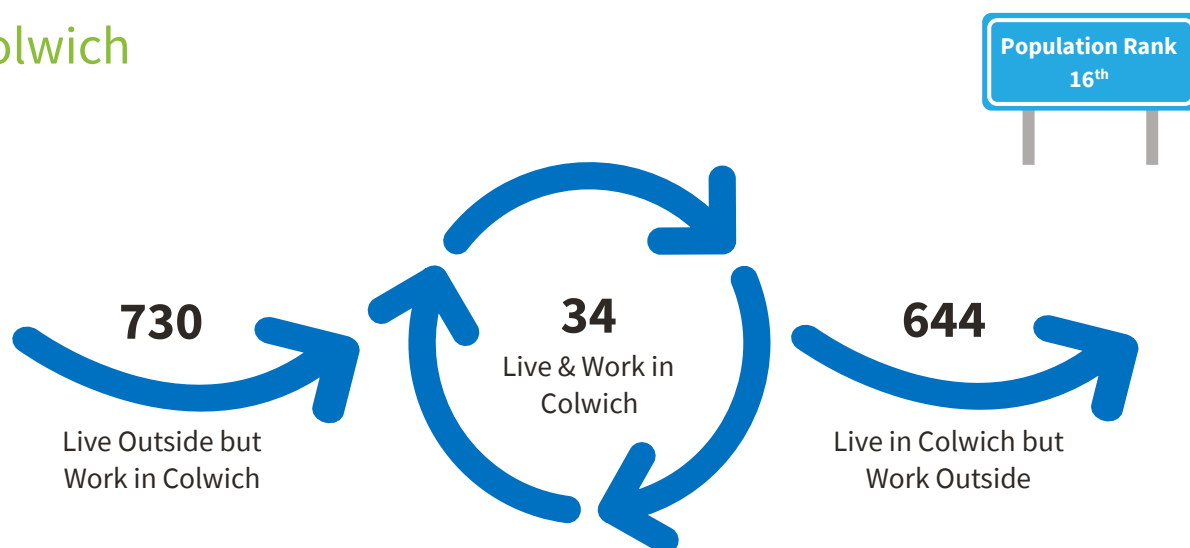 olwich
Population Rank
16th
730
Live Outside but
Work in Colwich
34
Live & Work in
Colwich
644
Live in Colwich but
Work Outside